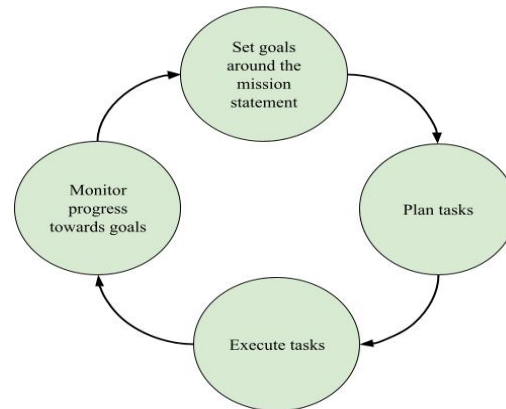 Set goals
around the
mission
statement
Plan tasks
Execute tasks
Monitor
progress
towards goals